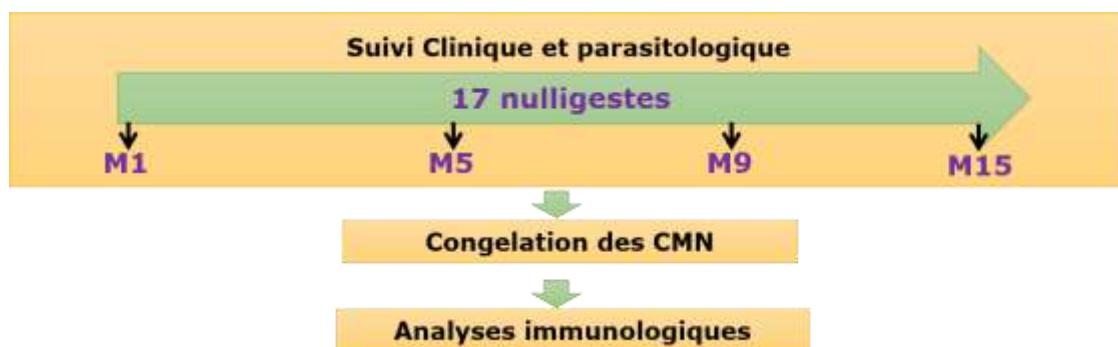 Suivi Clinique et parasitologique
17 nulligestes
M1 M5 M9 M15
Congelation des CMN
Analyses immunologiques